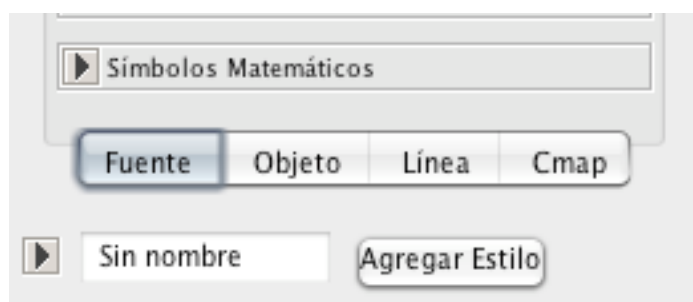 Símbolos Matemáticos
Fuente Objeto Línea Cmap
Sin nombre Agregar Estilo